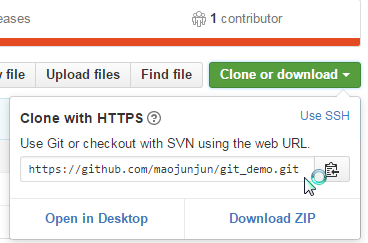 eases 1 contributor
file Upload files Find file Clone or download
Clone with HTTPS Use SSH
Use Git or checkout with SVN using the web URL.
https://github.com/maojunjun/git_demo.git
Open in Desktop Download ZIP